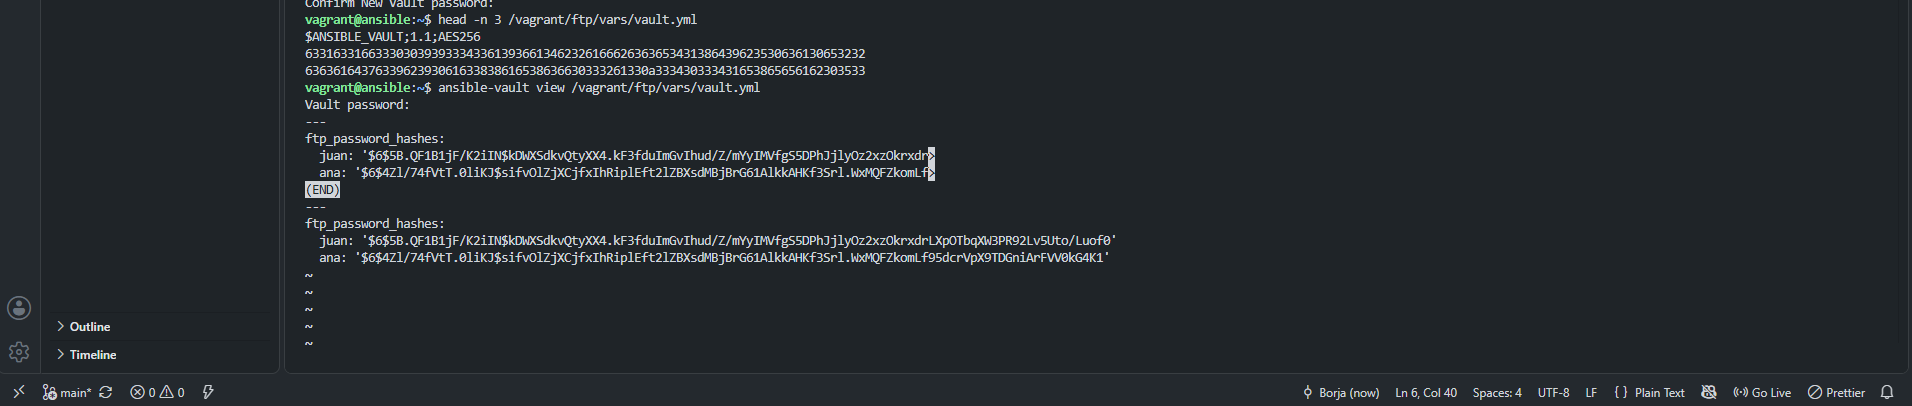 Confirm New Vault password:
vagrant@ansible:~$ head -n 3 /vagrant/ftp/vars/vault.yml
$ANSIBLE_VAULT;1.1;AES256
63316331663330303939333433613936613462326166626363653431386439623530636130653232
6363616437633962393061633838616538636630333261330a333430333431653865656162303533
vagrant@ansible:~$ ansible-vault view /vagrant/ftp/vars/vault.yml
Vault password:
---
ftp_password_hashes:
  juan: '$6$5B.QF1B1jF/K2iIN$kDWXSdkvQtyXX4.kF3fduImGvIhud/Z/mYyIMVfgS5DPhJjlyOz2xzOkrxdr>
  ana: '$6$4Zl/74fVtT.0liKJ$sifvOlZjXCjfxIhRiplEft2lZBXsdMBjBrG61AlkkAHKf3Srl.WxMQFZkomLf>
(END)
---
ftp_password_hashes:
  juan: '$6$5B.QF1B1jF/K2iIN$kDWXSdkvQtyXX4.kF3fduImGvIhud/Z/mYyIMVfgS5DPhJjlyOz2xzOkrxdrLXpOTbqXW3PR92Lv5Uto/Luof0'
  ana: '$6$4Zl/74fVtT.0liKJ$sifvOlZjXCjfxIhRiplEft2lZBXsdMBjBrG61AlkkAHKf3Srl.WxMQFZkomLf95dcrVpX9TDGniArFVV0kG4K1'
~
~
~
~
~
Outline
Timeline
main* 0 0 Borja (now) Ln 6, Col 40 Spaces: 4 UTF-8 LF {} Plain Text Go Live Prettier